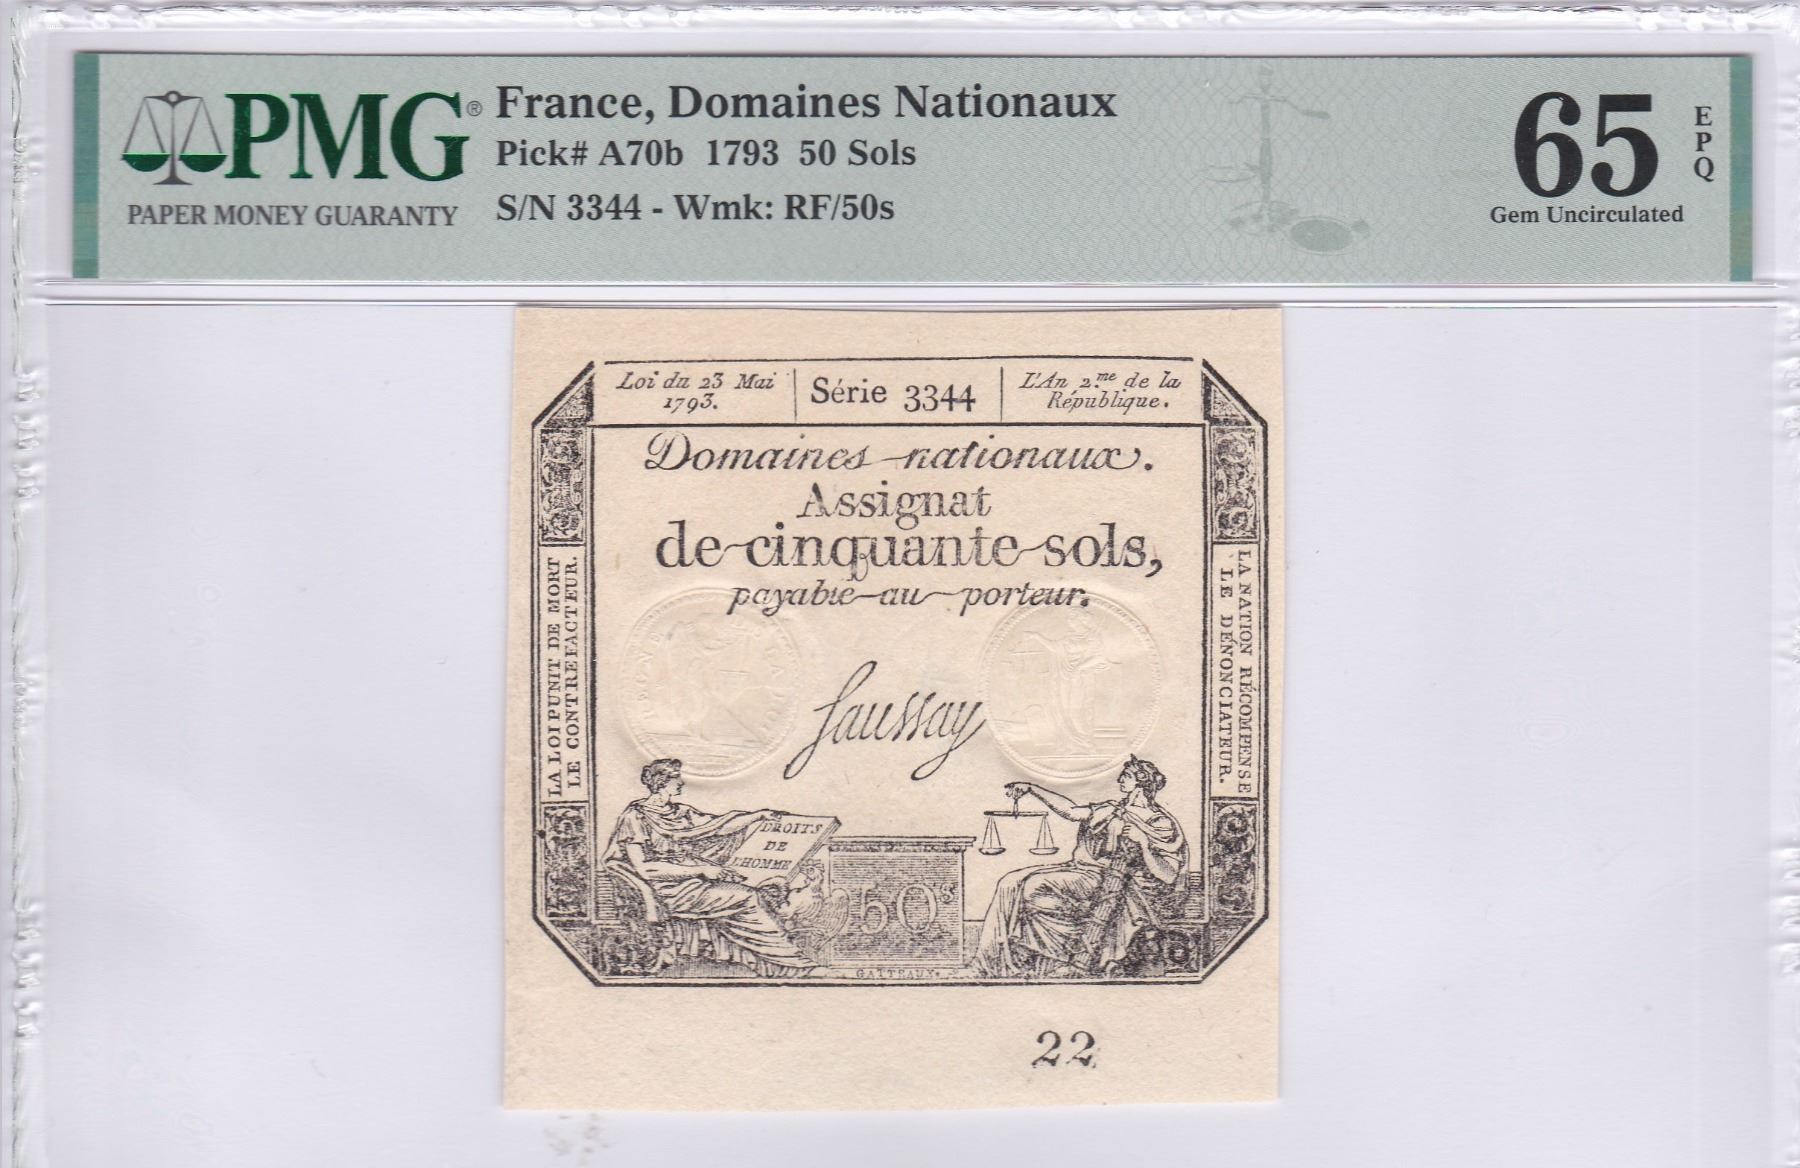 PMG®
PAPER MONEY GUARANTY
France, Domaines Nationaux
Pick# A70b 1793 50 Sols
S/N 3344 - Wmk: RF/50s
65
EPQ
Gem Uncirculated
Loi du 23 Mai
1793.
Série 3344
L'An 2.me de la
République.
Domaines nationaux.
Assignat
de cinquante sols,
payable au porteur.
LA LOI PUNIT DE MORT
LE CONTREFACTEUR.
LA NATION RÉCOMPENSE
LE DÉNONCIATEUR.
Saussay
DROITS
DE
L'HOMME
50s
GATTEAUX.
22